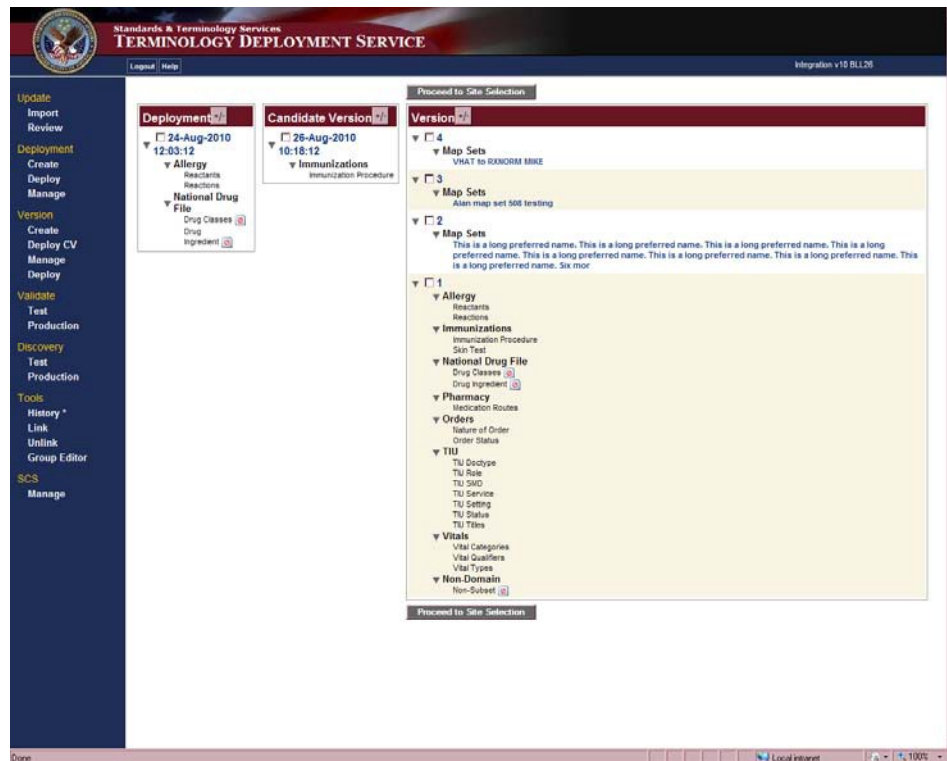 Standards & Terminology Services
TERMINOLOGY DEPLOYMENT SERVICE
Logout Help
Integration v10 BLL26
Update
Import
Review
Deployment
Create
Deploy
Manage
Version
Create
Deploy CV
Manage
Deploy
Validate
Test
Production
Discovery
Test
Production
Tools
History *
Link
Unlink
Group Editor
SCS
Manage
Proceed to Site Selection
Deployment +/-
24-Aug-2010
12:03:12
Allergy
Reactants
Reactions
National Drug
File
Drug Classes
Drug
Ingredient
Candidate Version +/-
26-Aug-2010
10:18:12
Immunizations
Immunization Procedure
Version +/-
4
Map Sets
VHAT to RXNORM MIKE
3
Map Sets
Alan map set 508 testing
2
Map Sets
This is a long preferred name. This is a long preferred name. This is a long preferred name. This is a long
preferred name. This is a long preferred name. This is a long preferred name. This is a long preferred name. This
is a long preferred name. Six mor
1
Allergy
Reactants
Reactions
Immunizations
Immunization Procedure
Skin Test
National Drug File
Drug Classes
Drug Ingredient
Pharmacy
Medication Routes
Orders
Nature of Order
Order Status
TIU
TIU Doctype
TIU Role
TIU SMD
TIU Service
TIU Setting
TIU Status
TIU Titles
Vitals
Vital Categories
Vital Qualifiers
Vital Types
Non-Domain
Non-Subset
Proceed to Site Selection
Done
Local intranet
100%